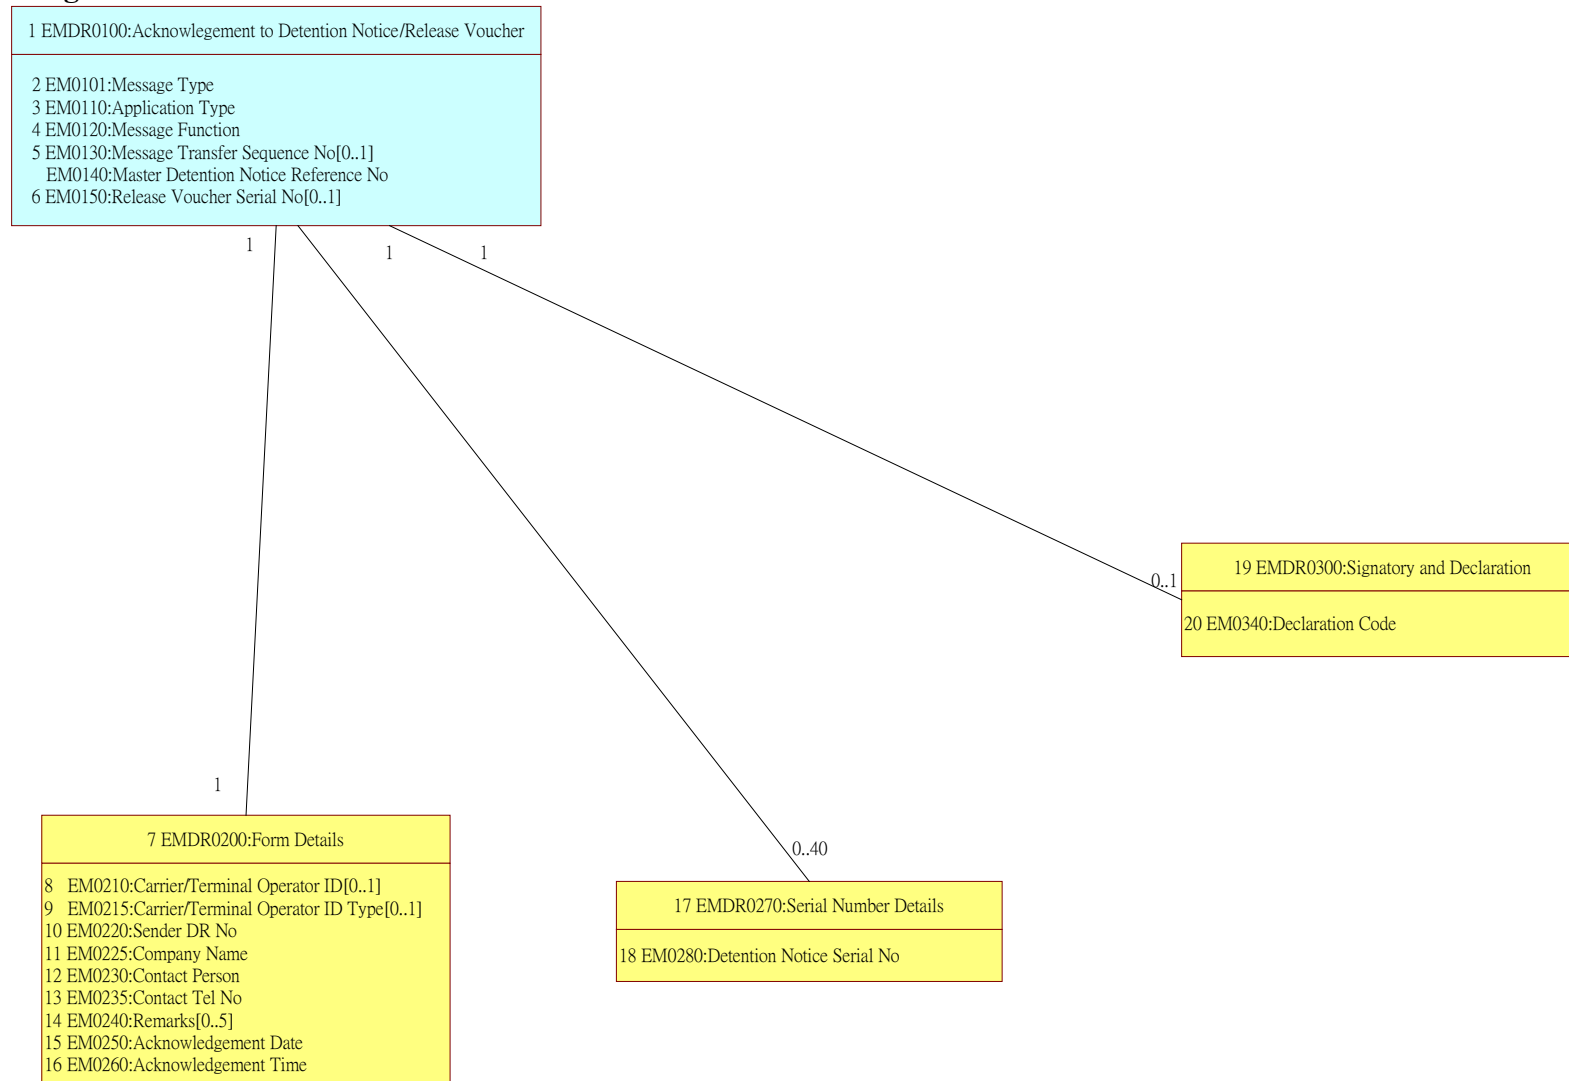 1 EMDR0100:Acknowlegement to Detention Notice/Release Voucher
2 EM0101:Message Type
3 EM0110:Application Type
4 EM0120:Message Function
5 EM0130:Message Transfer Sequence No[0..1]
EM0140:Master Detention Notice Reference No
6 EM0150:Release Voucher Serial No[0..1]
1
1
1
0..1
19 EMDR0300:Signatory and Declaration
20 EM0340:Declaration Code
1
7 EMDR0200:Form Details
8 EM0210:Carrier/Terminal Operator ID[0..1]
9 EM0215:Carrier/Terminal Operator ID Type[0..1]
10 EM0220:Sender DR No
11 EM0225:Company Name
12 EM0230:Contact Person
13 EM0235:Contact Tel No
14 EM0240:Remarks[0..5]
15 EM0250:Acknowledgement Date
16 EM0260:Acknowledgement Time
0..40
17 EMDR0270:Serial Number Details
18 EM0280:Detention Notice Serial No